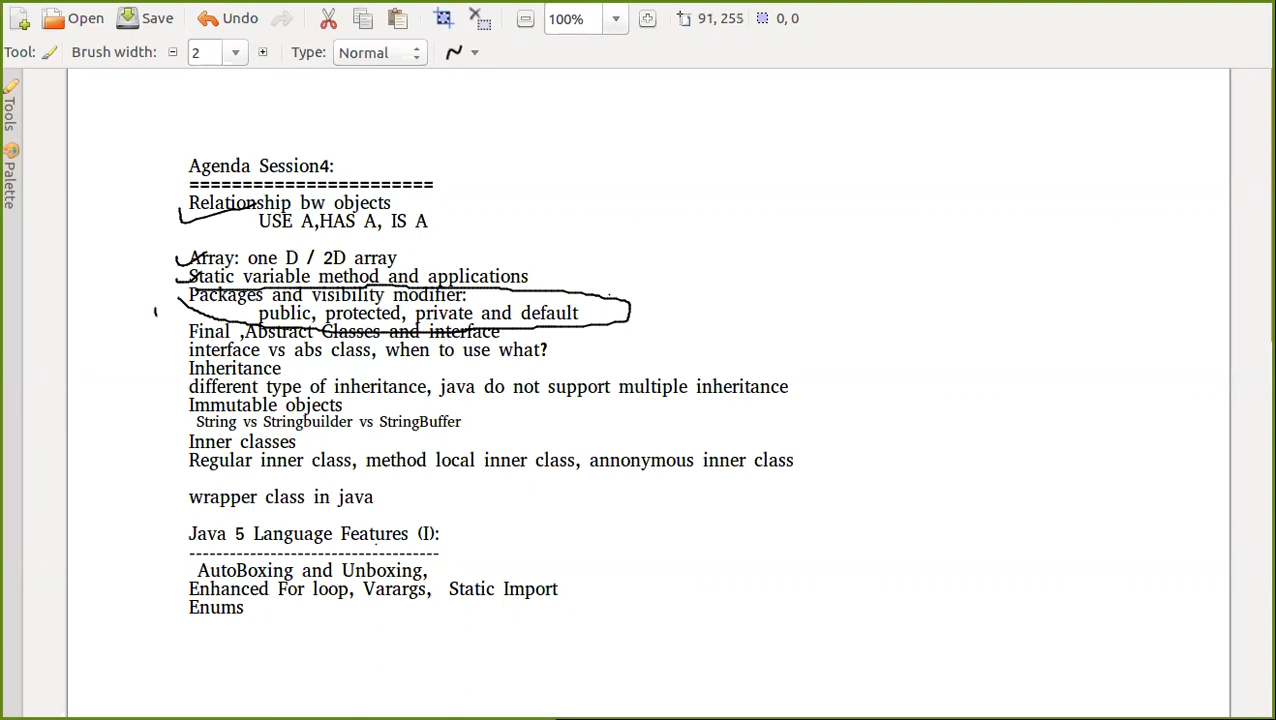 Open Save Undo 100% 91, 255 0, 0
Tool: Brush width: 2 Type: Normal
Tools
Palette
Agenda Session4:
=======================
Relationship bw objects
USE A,HAS A, IS A
Array: one D / 2D array
Static variable method and applications
Packages and visibility modifier:
public, protected, private and default
Final ,Abstract Classes and interface
interface vs abs class, when to use what?
Inheritance
different type of inheritance, java do not support multiple inheritance
Immutable objects
String vs Stringbuilder vs StringBuffer
Inner classes
Regular inner class, method local inner class, annonymous inner class
wrapper class in java
Java 5 Language Features (I):
-------------------------------------
AutoBoxing and Unboxing,
Enhanced For loop, Varargs, Static Import
Enums